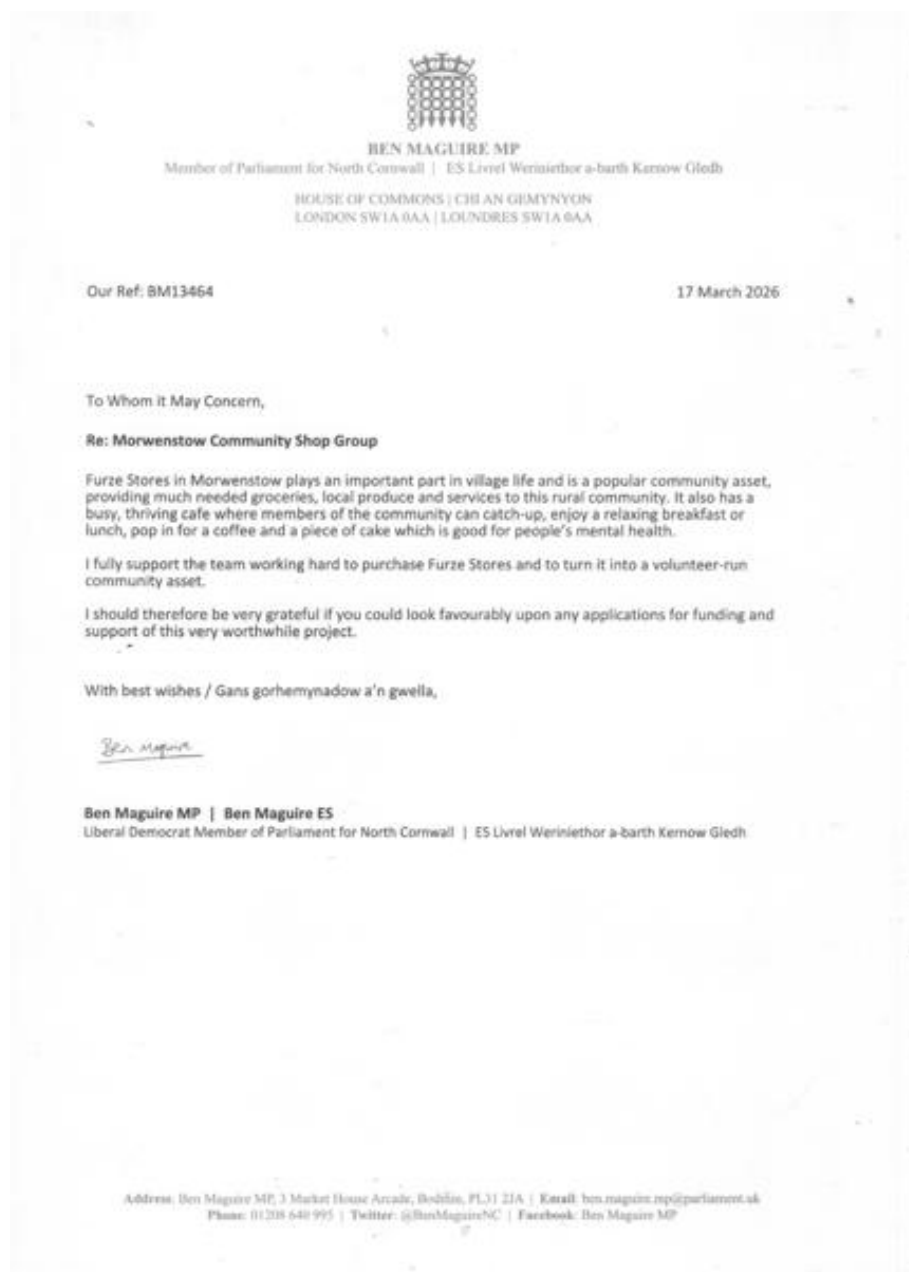 BEN MAGUIRE MP
Member of Parliament for North Cornwall | ES Livrel Weriniethor a-barth Kernow Gledh
HOUSE OF COMMONS | CHI AN GEMYNYON
LONDON SW1A 0AA | LOUNDRES SW1A 0AA
Our Ref: BM13464
17 March 2026
To Whom it May Concern,
Re: Morwenstow Community Shop Group
Furze Stores in Morwenstow plays an important part in village life and is a popular community asset,
providing much needed groceries, local produce and services to this rural community. It also has a
busy, thriving cafe where members of the community can catch-up, enjoy a relaxing breakfast or
lunch, pop in for a coffee and a piece of cake which is good for people's mental health.
I fully support the team working hard to purchase Furze Stores and to turn it into a volunteer-run
community asset.
I should therefore be very grateful if you could look favourably upon any applications for funding and
support of this very worthwhile project.
With best wishes / Gans gorhemynadow a'n gwella,
Ben Maguire
Ben Maguire MP | Ben Maguire ES
Liberal Democrat Member of Parliament for North Cornwall | ES Livrel Weriniethor a-barth Kernow Gledh
Address: Ben Maguire MP, 3 Market House Arcade, Bodmin, PL31 2JA | Email: ben.maguire.mp@parliament.uk
Phone: 01208 640 995 | Twitter: @BenMaguireNC | Facebook: Ben Maguire MP